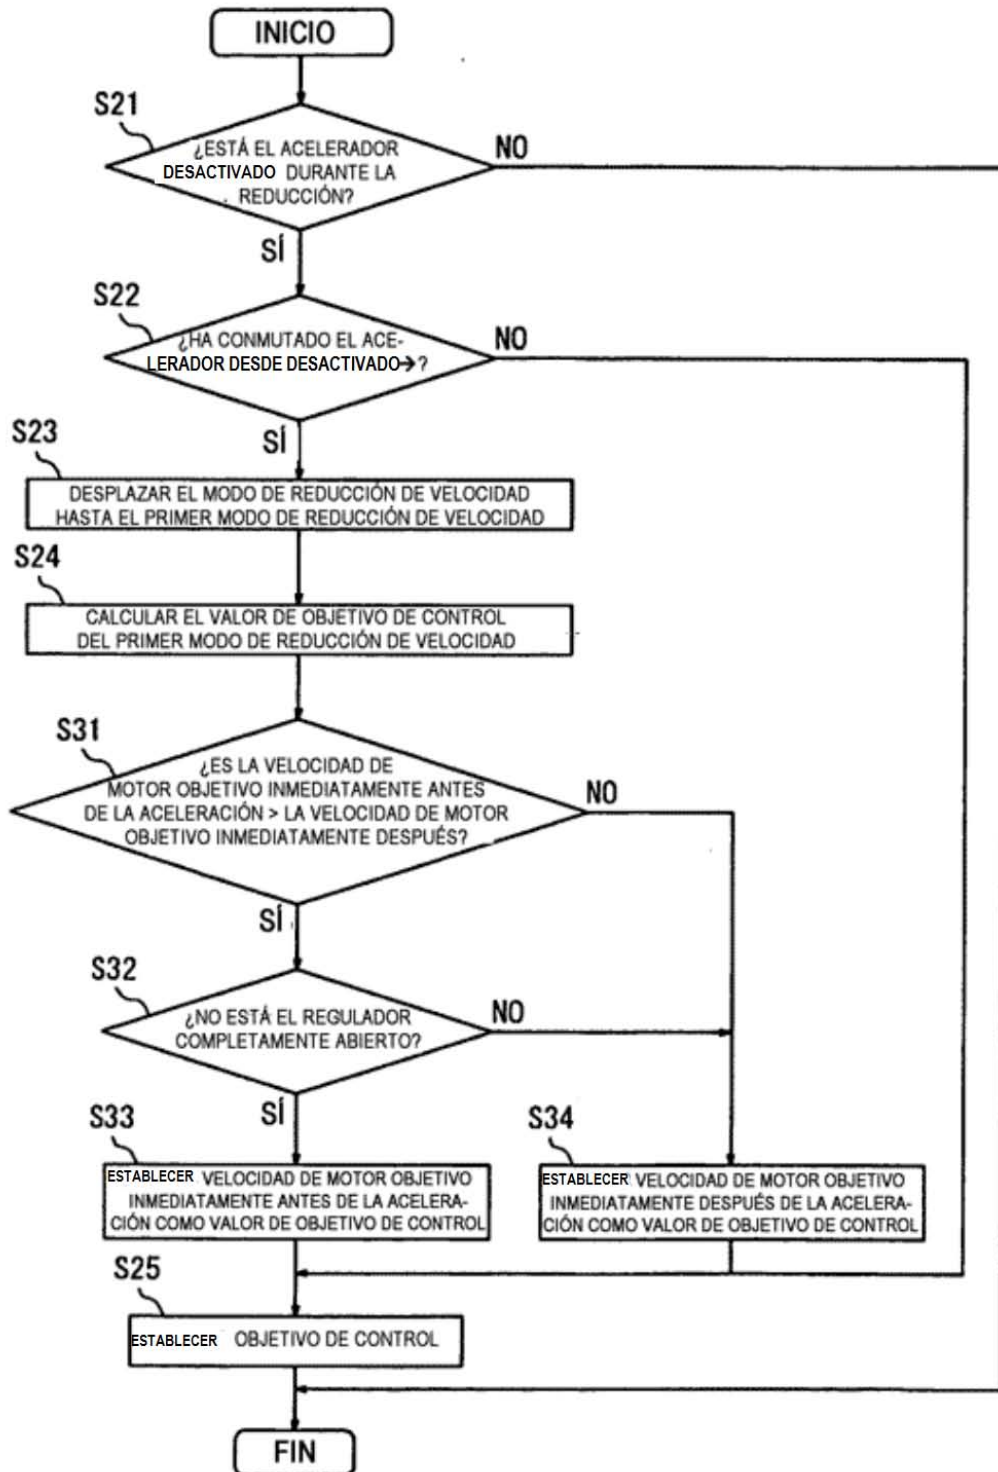 INICIO
S21
¿ESTÁ EL ACELERADOR
DESACTIVADO DURANTE LA
REDUCCIÓN?
NO
SÍ
S22
¿HA CONMUTADO EL ACE-
LERADOR DESDE DESACTIVADO→?
NO
SÍ
S23
DESPLAZAR EL MODO DE REDUCCIÓN DE VELOCIDAD
HASTA EL PRIMER MODO DE REDUCCIÓN DE VELOCIDAD
S24
CALCULAR EL VALOR DE OBJETIVO DE CONTROL
DEL PRIMER MODO DE REDUCCIÓN DE VELOCIDAD
S31
¿ES LA VELOCIDAD DE
MOTOR OBJETIVO INMEDIATAMENTE ANTES
DE LA ACELERACIÓN > LA VELOCIDAD DE MOTOR
OBJETIVO INMEDIATAMENTE DESPUÉS?
NO
SÍ
S32
¿NO ESTÁ EL REGULADOR
COMPLETAMENTE ABIERTO?
NO
SÍ
S33
ESTABLECER VELOCIDAD DE MOTOR OBJETIVO
INMEDIATAMENTE ANTES DE LA ACELERA-
CIÓN COMO VALOR DE OBJETIVO DE CONTROL
S34
ESTABLECER VELOCIDAD DE MOTOR OBJETIVO
INMEDIATAMENTE DESPUÉS DE LA ACELERA-
CIÓN COMO VALOR DE OBJETIVO DE CONTROL
S25
ESTABLECER OBJETIVO DE CONTROL
FIN